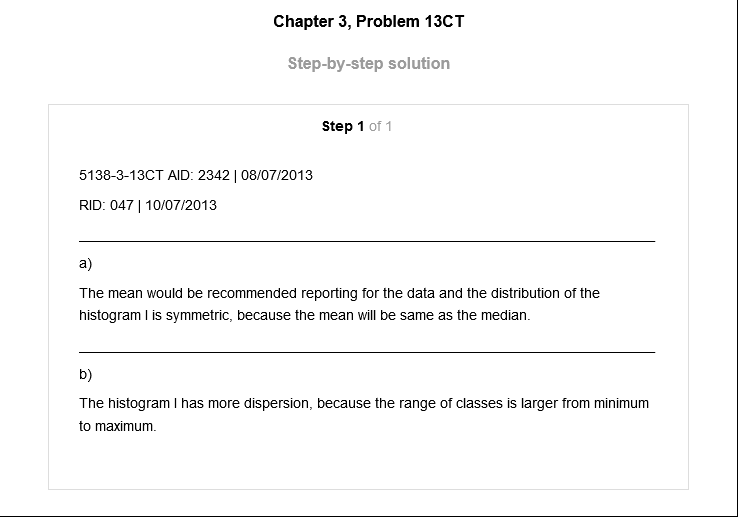 Chapter 3, Problem 13CT
Step-by-step solution
Step 1 of 1
5138-3-13CT AID: 2342 | 08/07/2013
RID: 047 | 10/07/2013
a)
The mean would be recommended reporting for the data and the distribution of the
histogram I is symmetric, because the mean will be same as the median.
b)
The histogram I has more dispersion, because the range of classes is larger from minimum
to maximum.